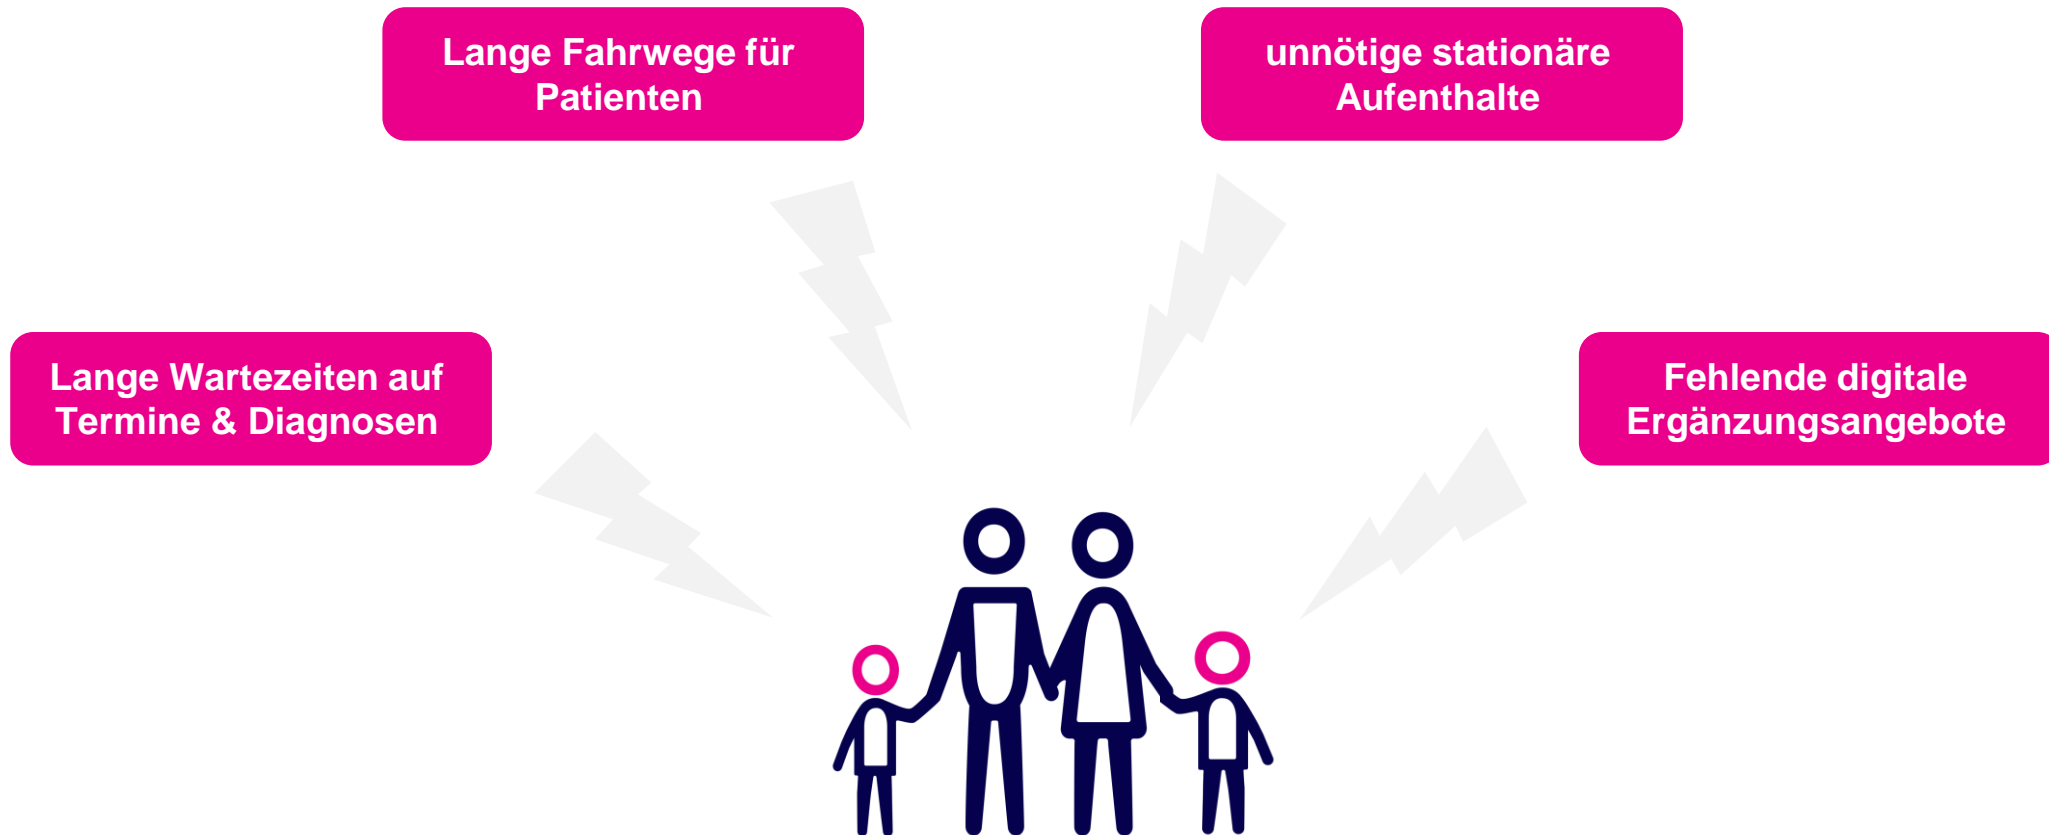 Lange Fahrwege für
Patienten
unnötige stationäre
Aufenthalte
Lange Wartezeiten auf
Termine & Diagnosen
Fehlende digitale
Ergänzungsangebote